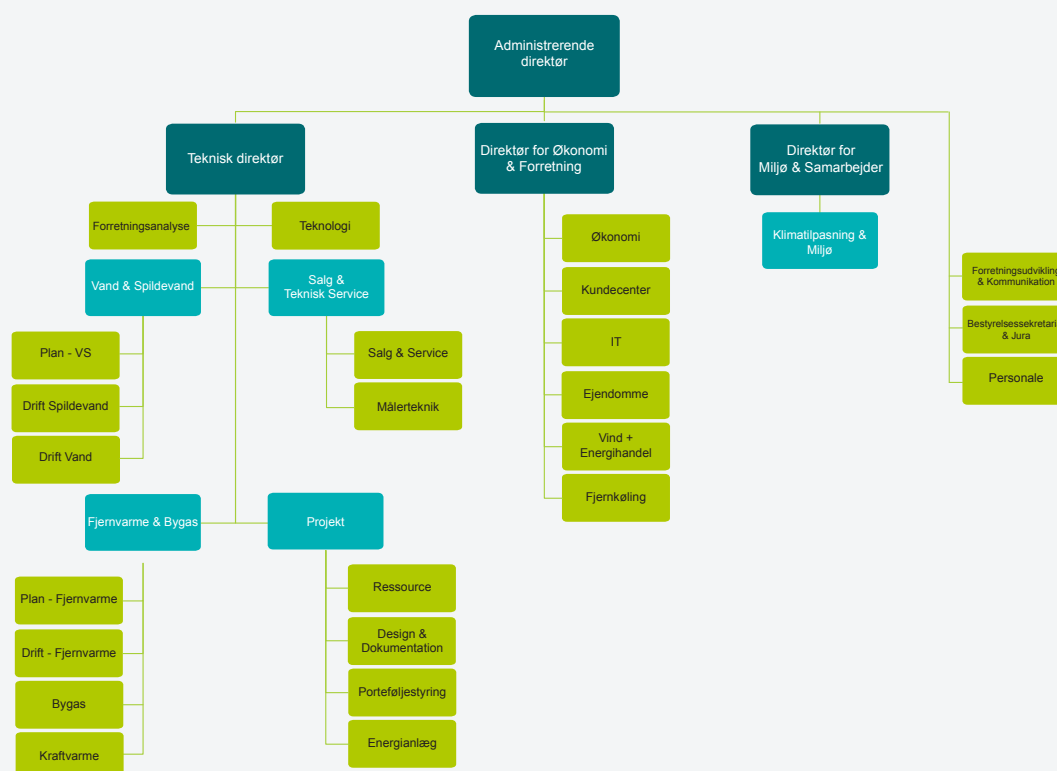 Administrerende
direktør
Teknisk direktør
Direktør for Økonomi
& Forretning
Direktør for
Miljø & Samarbejder
Forretningsanalyse
Teknologi
Vand & Spildevand
Salg &
Teknisk Service
Plan - VS
Drift Spildevand
Drift Vand
Salg & Service
Målerteknik
Fjernvarme & Bygas
Projekt
Plan - Fjernvarme
Drift - Fjernvarme
Bygas
Kraftvarme
Ressource
Design &
Dokumentation
Porteføljestyring
Energianlæg
Økonomi
Kundecenter
IT
Ejendomme
Vind +
Energihandel
Fjernkøling
Klimatilpasning &
Miljø
Forretningsudvikling
& Kommunikation
Bestyrelsessekretari
& Jura
Personale